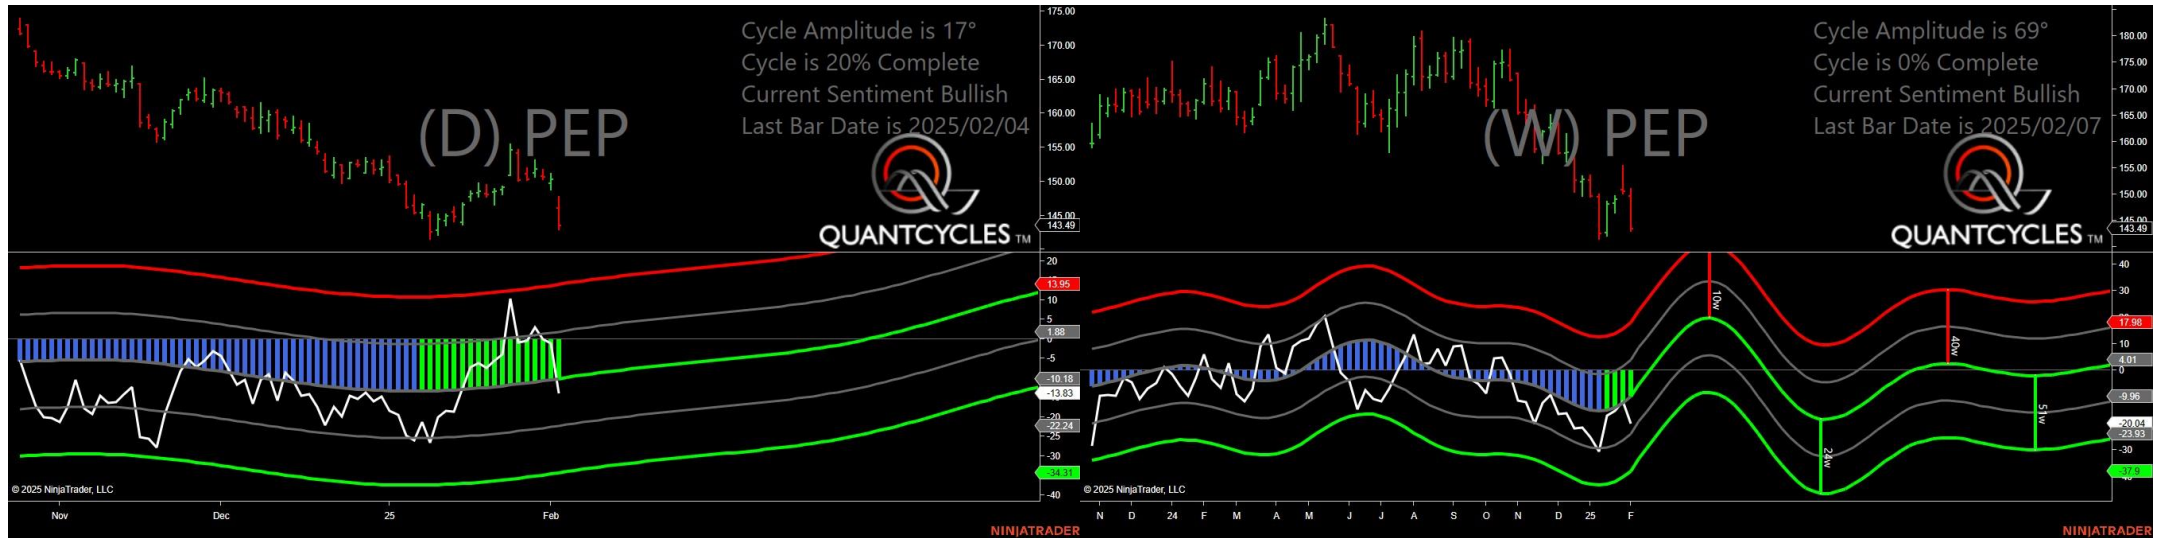 Cycle Amplitude is 17°
Cycle is 20% Complete
Current Sentiment Bullish
Last Bar Date is 2025/02/04
(D) PEP
QUANTCYCLES TM
175.00
170.00
165.00
160.00
155.00
150.00
145.00
143.49
20
13.95
10
5
1.88
0
-5
-10.18
-13.83
-20
-22.24
-25
-30
-34.31
-40
© 2025 NinjaTrader, LLC
Nov
Dec
25
Feb
NINJATRADER
Cycle Amplitude is 69°
Cycle is 0% Complete
Current Sentiment Bullish
Last Bar Date is 2025/02/07
(W) PEP
QUANTCYCLES TM
180.00
175.00
170.00
165.00
160.00
155.00
150.00
145.00
143.49
40
30
17.98
4.01
0
-9.96
-20.04
-23.93
-30
-37.9
10w
24w
40w
51w
© 2025 NinjaTrader, LLC
N D 24 F M A M J J A S O N D 25 F
NINJATRADER